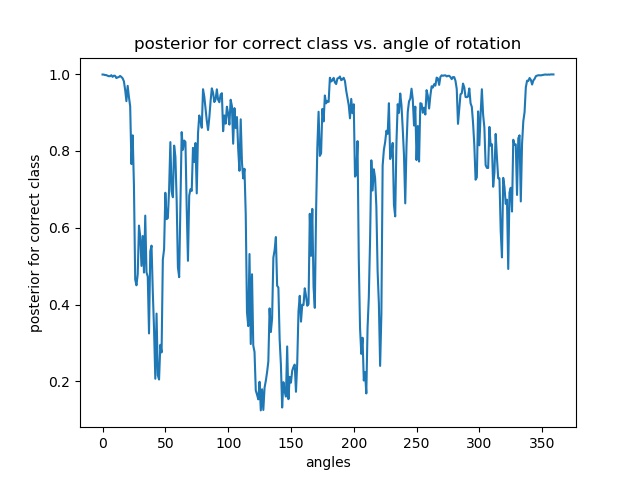 posterior for correct class vs. angle of rotation
1.0
0.8
0.6
0.4
0.2
posterior for correct class
0 50 100 150 200 250 300 350
angles